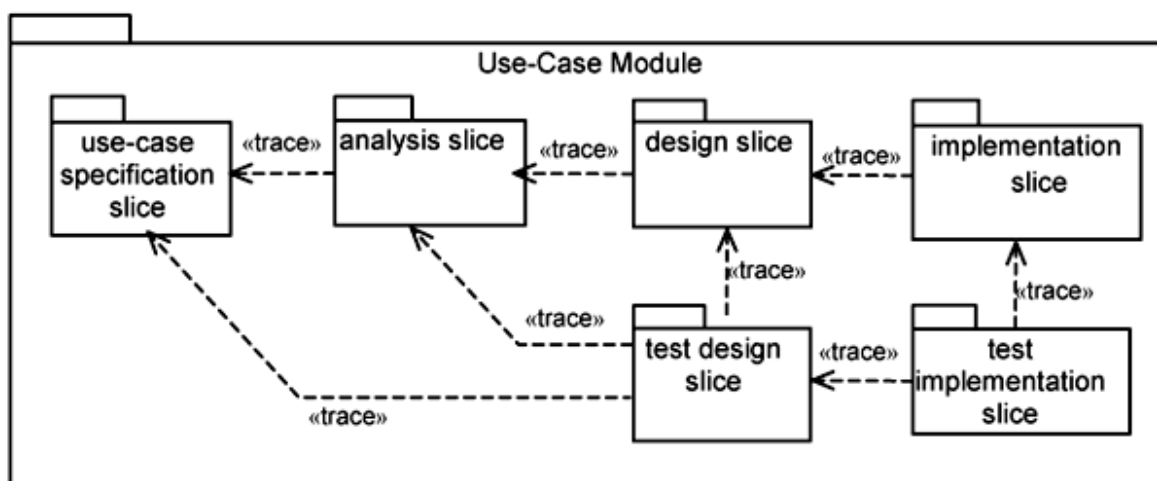 Use-Case Module
use-case
specification
slice
«trace»
analysis slice
«trace»
design slice
«trace»
implementation
slice
«trace»
«trace»
«trace»
«trace»
test design
slice
«trace»
test
implementation
slice